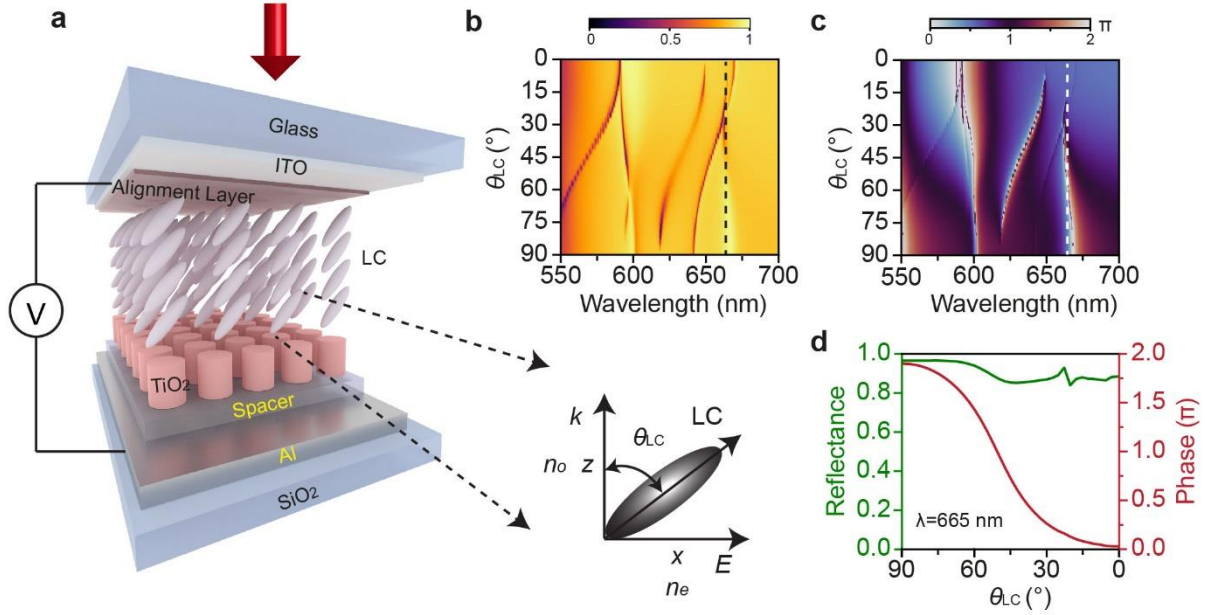 a
Glass
ITO
Alignment Layer
LC
V
TiO2
Spacer
Al
SiO2
k
θLC
LC
no
z
x
E
ne
b
0
0.5
1
0
15
30
45
60
75
90
θLC (°)
550
600
650
700
Wavelength (nm)
c
0
1
2
π
0
15
30
45
60
75
90
θLC (°)
550
600
650
700
Wavelength (nm)
d
1.0
0.8
0.6
0.4
0.2
0.0
Reflectance
2.0
1.5
1.0
0.5
0.0
Phase (π)
λ=665 nm
90
60
30
0
θLC (°)